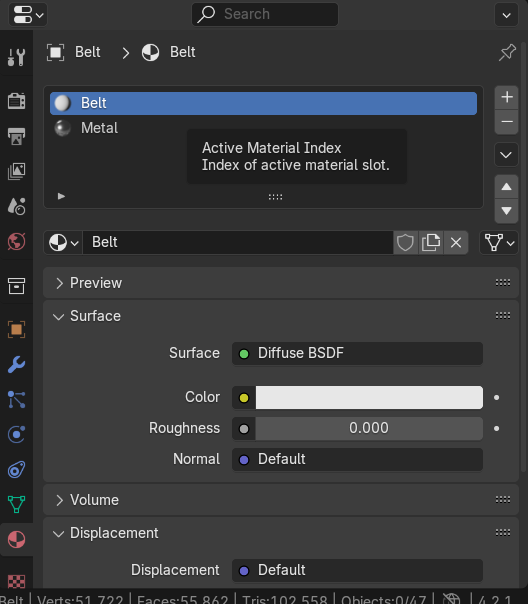 Search
Belt > Belt
Belt
Metal
Active Material Index
Index of active material slot.
Belt
Preview
Surface
Surface Diffuse BSDF
Color
Roughness 0.000
Normal Default
Volume
Displacement
Displacement Default
Belt | Verts:51,722 | Faces:55,862 | Tris:102,558 | Objects:0/47 | 4.2.1